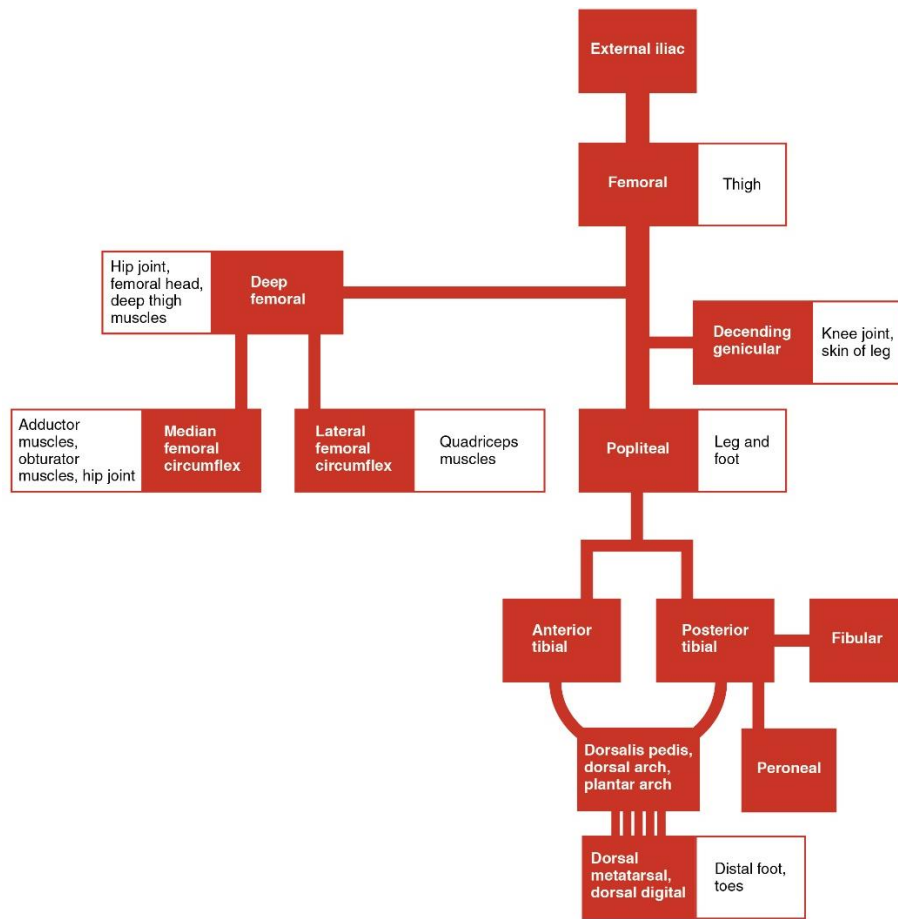 External iliac
Femoral
Thigh
Hip joint,
femoral head,
deep thigh
muscles
Deep
femoral
Decending
genicular
Knee joint,
skin of leg
Adductor
muscles,
obturator
muscles, hip joint
Median
femoral
circumflex
Lateral
femoral
circumflex
Quadriceps
muscles
Popliteal
Leg and
foot
Anterior
tibial
Posterior
tibial
Fibular
Dorsalis pedis,
dorsal arch,
plantar arch
Peroneal
Dorsal
metatarsal,
dorsal digital
Distal foot,
toes